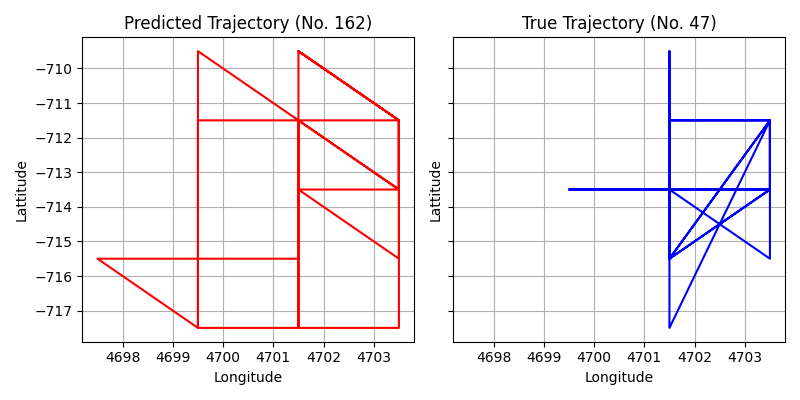 Predicted Trajectory (No. 162)
True Trajectory (No. 47)
−710
−711
−712
−713
−714
−715
−716
−717
Lattitude
Lattitude
4698 4699 4700 4701 4702 4703
4698 4699 4700 4701 4702 4703
Longitude
Longitude